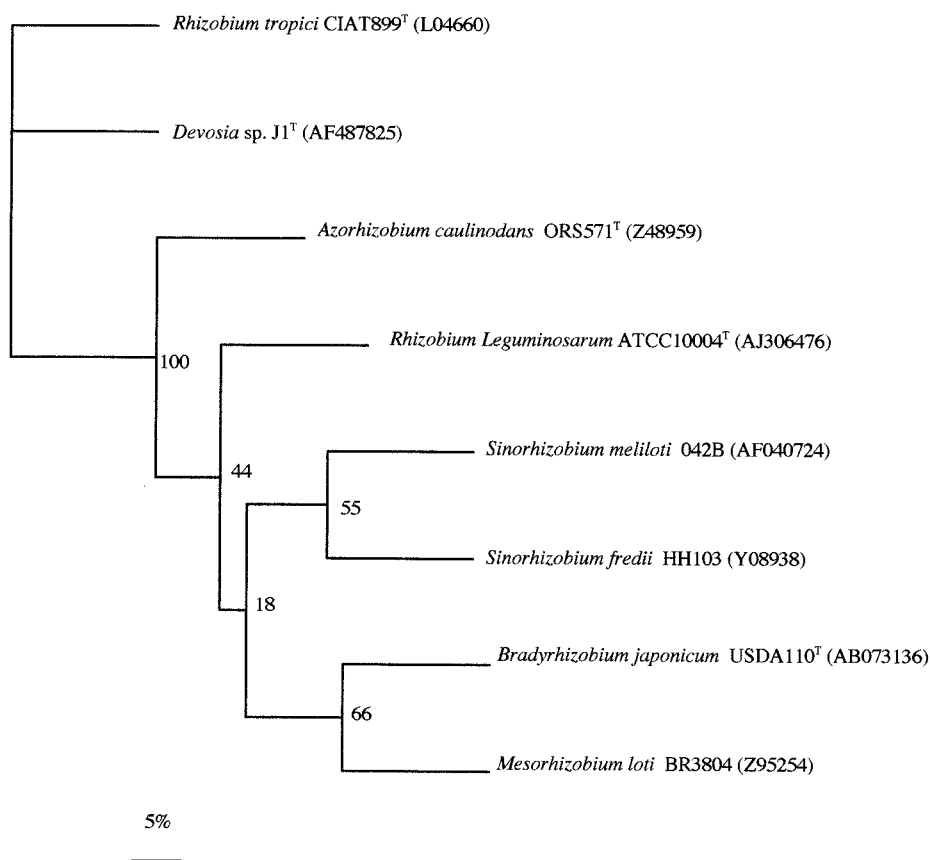 Rhizobium tropici CIAT899ᵀ (L04660)
Devosia sp. J1ᵀ (AF487825)
Azorhizobium caulinodans ORS571ᵀ (Z48959)
Rhizobium Leguminosarum ATCC10004ᵀ (AJ306476)
100
Sinorhizobium meliloti 042B (AF040724)
44
55
Sinorhizobium fredii HH103 (Y08938)
18
Bradyrhizobium japonicum USDA110ᵀ (AB073136)
66
Mesorhizobium loti BR3804 (Z95254)
5%